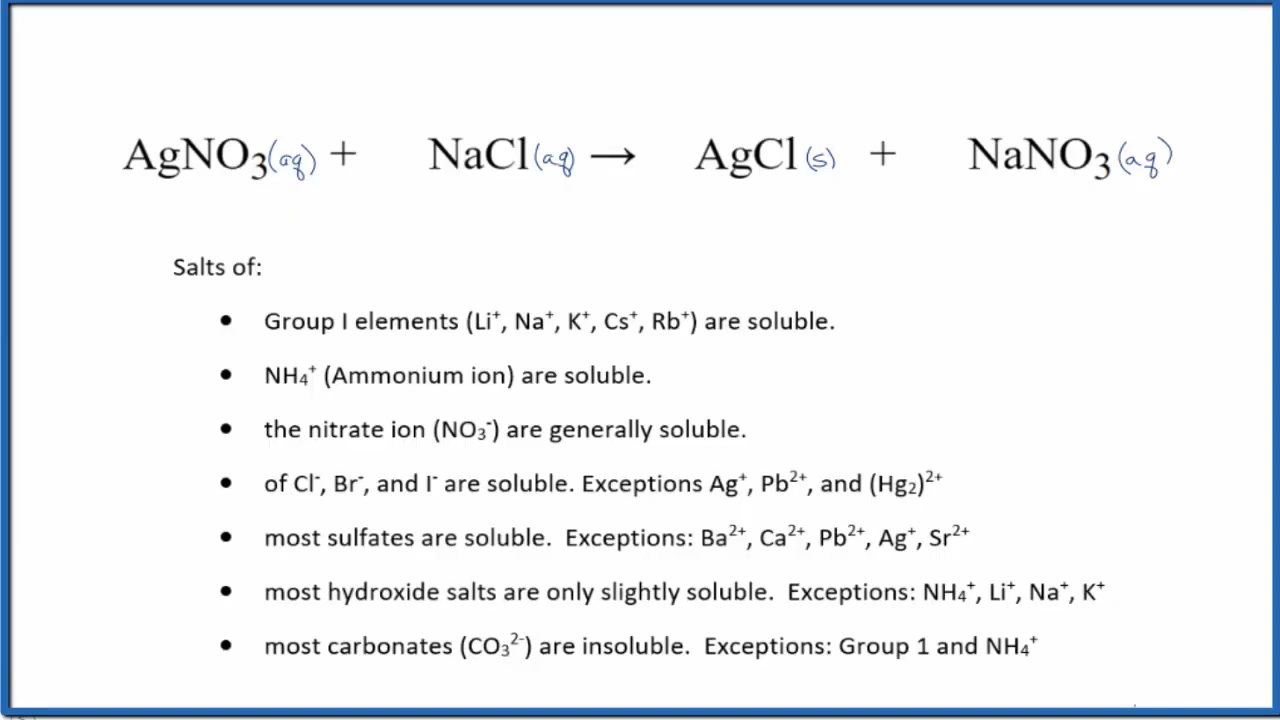 AgNO₃(aq) + NaCl(aq) → AgCl(s) + NaNO₃(aq)
Salts of:
• Group I elements (Li⁺, Na⁺, K⁺, Cs⁺, Rb⁺) are soluble.
• NH₄⁺ (Ammonium ion) are soluble.
• the nitrate ion (NO₃⁻) are generally soluble.
• of Cl⁻, Br⁻, and I⁻ are soluble. Exceptions Ag⁺, Pb²⁺, and (Hg₂)²⁺
• most sulfates are soluble. Exceptions: Ba²⁺, Ca²⁺, Pb²⁺, Ag⁺, Sr²⁺
• most hydroxide salts are only slightly soluble. Exceptions: NH₄⁺, Li⁺, Na⁺, K⁺
• most carbonates (CO₃²⁻) are insoluble. Exceptions: Group 1 and NH₄⁺